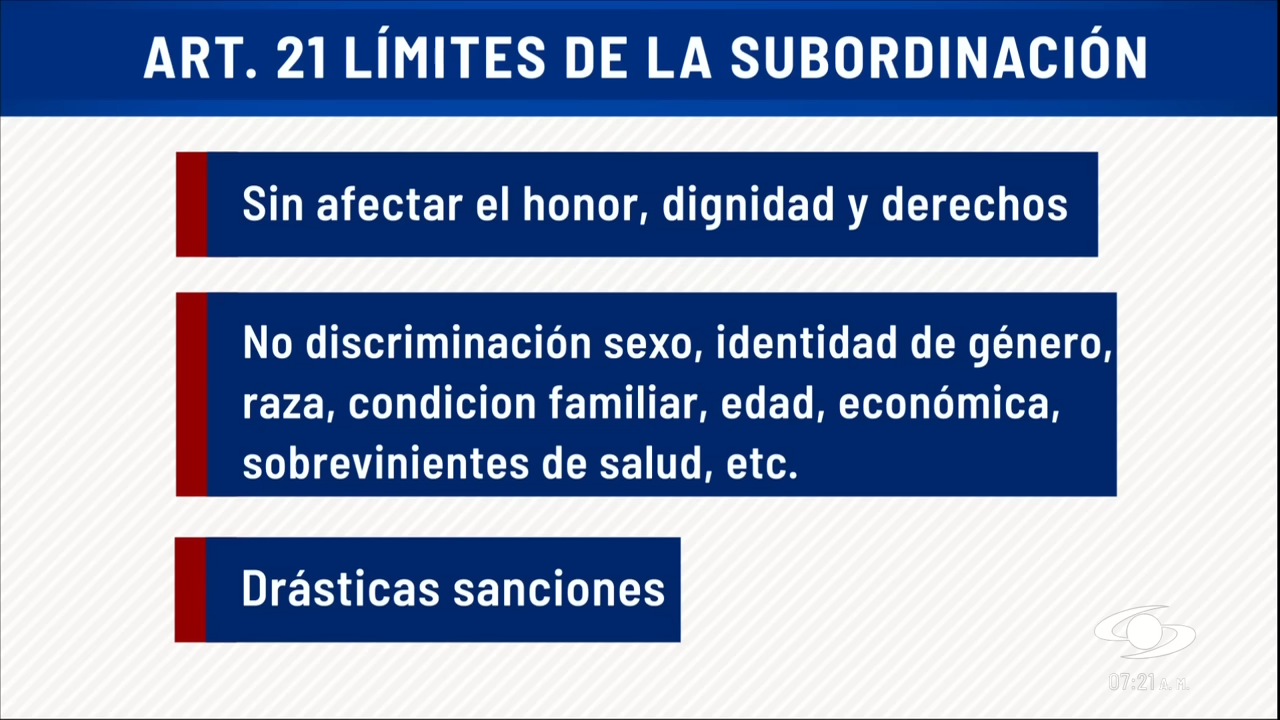 ART. 21 LÍMITES DE LA SUBORDINACIÓN
Sin afectar el honor, dignidad y derechos
No discriminación sexo, identidad de género,
raza, condicion familiar, edad, económica,
sobrevinientes de salud, etc.
Drásticas sanciones
07:21 A. M.